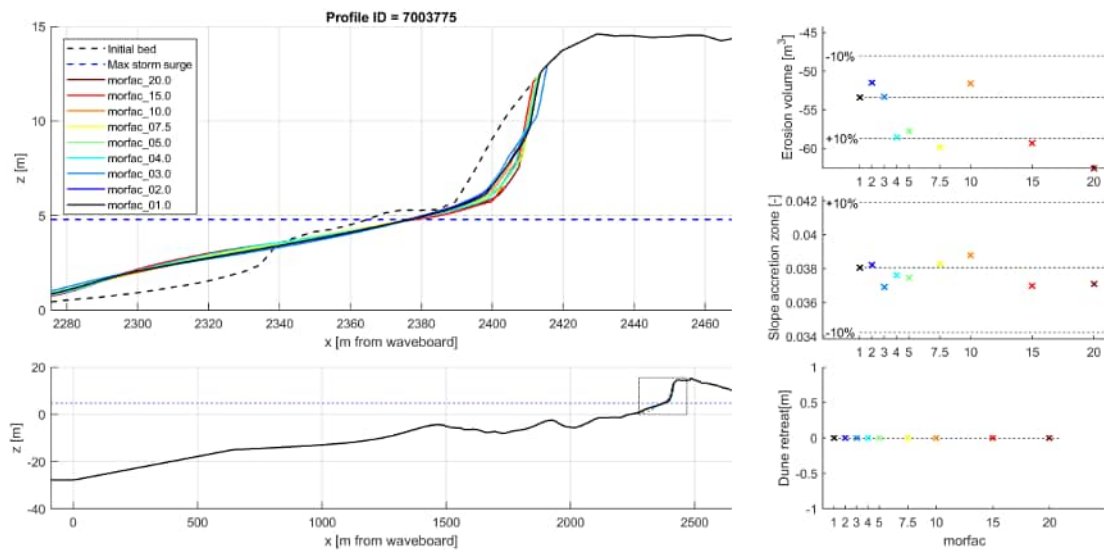 Profile ID = 7003775
15
10
5
0
z [m]
Initial bed
Max storm surge
morfac_20.0
morfac_15.0
morfac_10.0
morfac_07.5
morfac_05.0
morfac_04.0
morfac_03.0
morfac_02.0
morfac_01.0
2280 2300 2320 2340 2360 2380 2400 2420 2440 2460
x [m from waveboard]
20
0
-20
-40
z [m]
0 500 1000 1500 2000 2500
x [m from waveboard]
-45
-50
-55
-60
Erosion volume [m3]
-10%
+10%
1 2 3 4 5 7.5 10 15 20
0.042
0.04
0.038
0.036
0.034
Slope accretion zone [-]
+10%
-10%
1 2 3 4 5 7.5 10 15 20
1
0.5
0
-0.5
-1
Dune retreat[m]
1 2 3 4 5 7.5 10 15 20
morfac